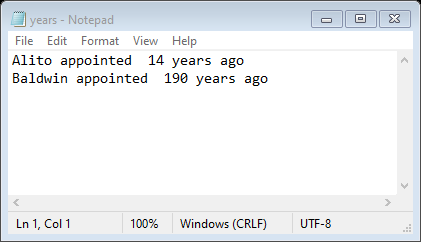 years - Notepad
File Edit Format View Help
Alito appointed  14 years ago
Baldwin appointed  190 years ago
Ln 1, Col 1 100% Windows (CRLF) UTF-8